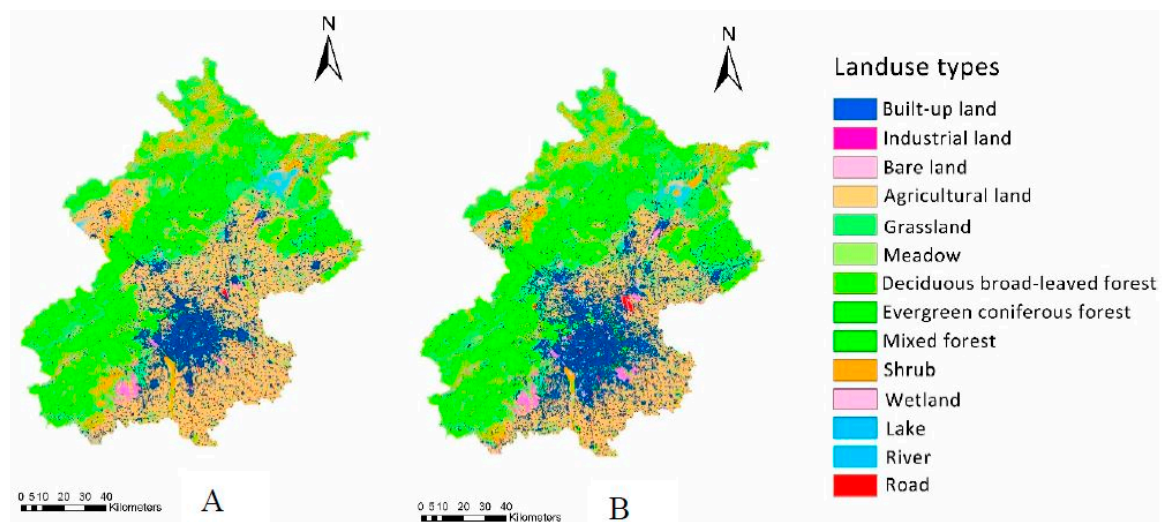 N
N
Landuse types
Built-up land
Industrial land
Bare land
Agricultural land
Grassland
Meadow
Deciduous broad-leaved forest
Evergreen coniferous forest
Mixed forest
Shrub
Wetland
Lake
River
Road
0 5 10 20 30 40
Kilometers
A
0 5 10 20 30 40
Kilometers
B